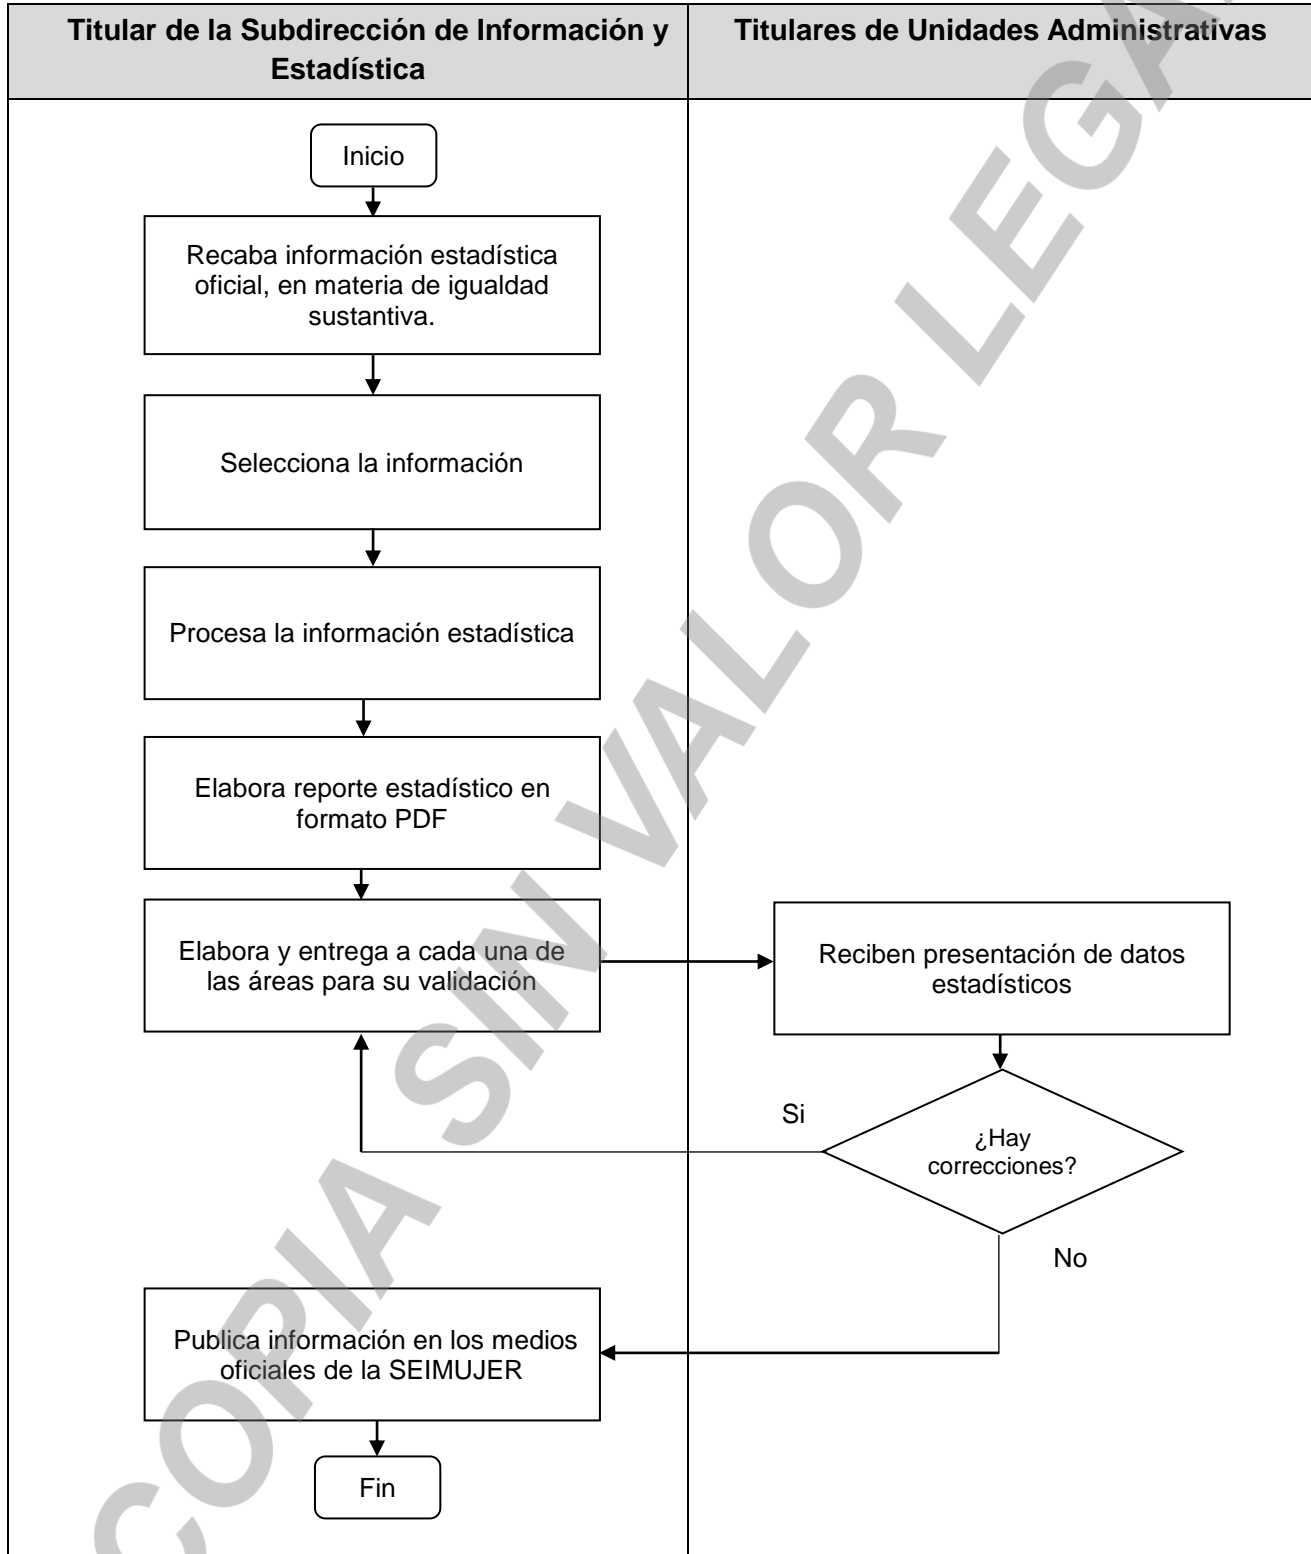 Titular de la Subdirección de Información y
Estadística
Titulares de Unidades Administrativas
Inicio
Recaba información estadística
oficial, en materia de igualdad
sustantiva.
Selecciona la información
Procesa la información estadística
Elabora reporte estadístico en
formato PDF
Elabora y entrega a cada una de
las áreas para su validación
Reciben presentación de datos
estadísticos
Si
¿Hay
correcciones?
No
Publica información en los medios
oficiales de la SEIMUJER
Fin
COPIA SIN VALOR LEGAL